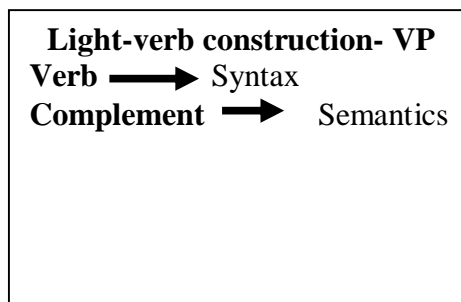 Light-verb construction- VP
Verb Syntax
Complement Semantics